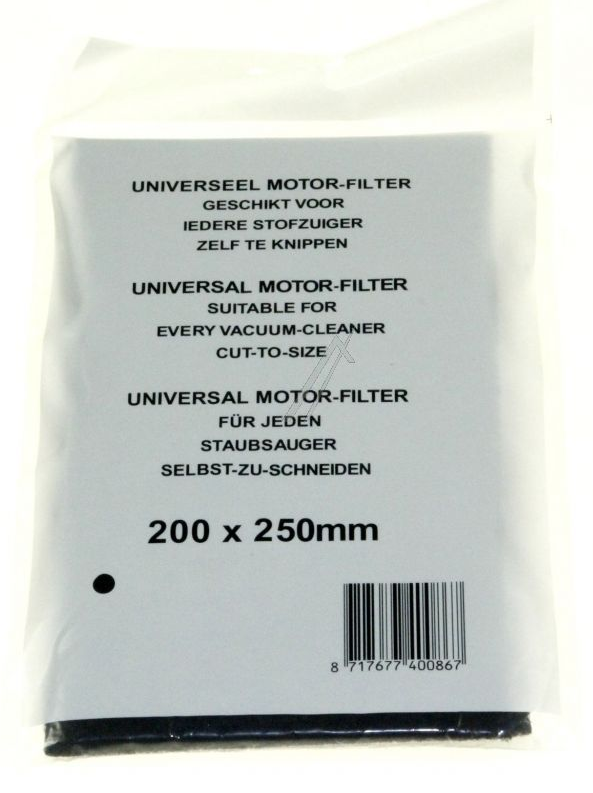 UNIVERSEEL MOTOR-FILTER
GESCHIKT VOOR
IEDERE STOFZUIGER
ZELF TE KNIPPEN
UNIVERSAL MOTOR-FILTER
SUITABLE FOR
EVERY VACUUM-CLEANER
CUT-TO-SIZE
UNIVERSAL MOTOR-FILTER
FÜR JEDEN
STAUBSAUGER
SELBST-ZU-SCHNEIDEN
200 x 250mm
8 717677 400867